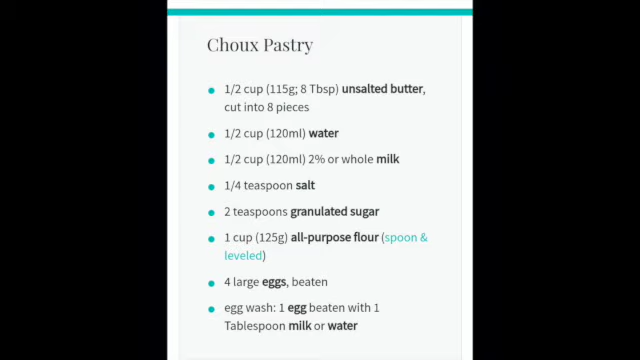 Choux Pastry
1/2 cup (115g; 8 Tbsp) unsalted butter,
cut into 8 pieces
1/2 cup (120ml) water
1/2 cup (120ml) 2% or whole milk
1/4 teaspoon salt
2 teaspoons granulated sugar
1 cup (125g) all-purpose flour (spoon &
leveled)
4 large eggs, beaten
egg wash: 1 egg beaten with 1
Tablespoon milk or water